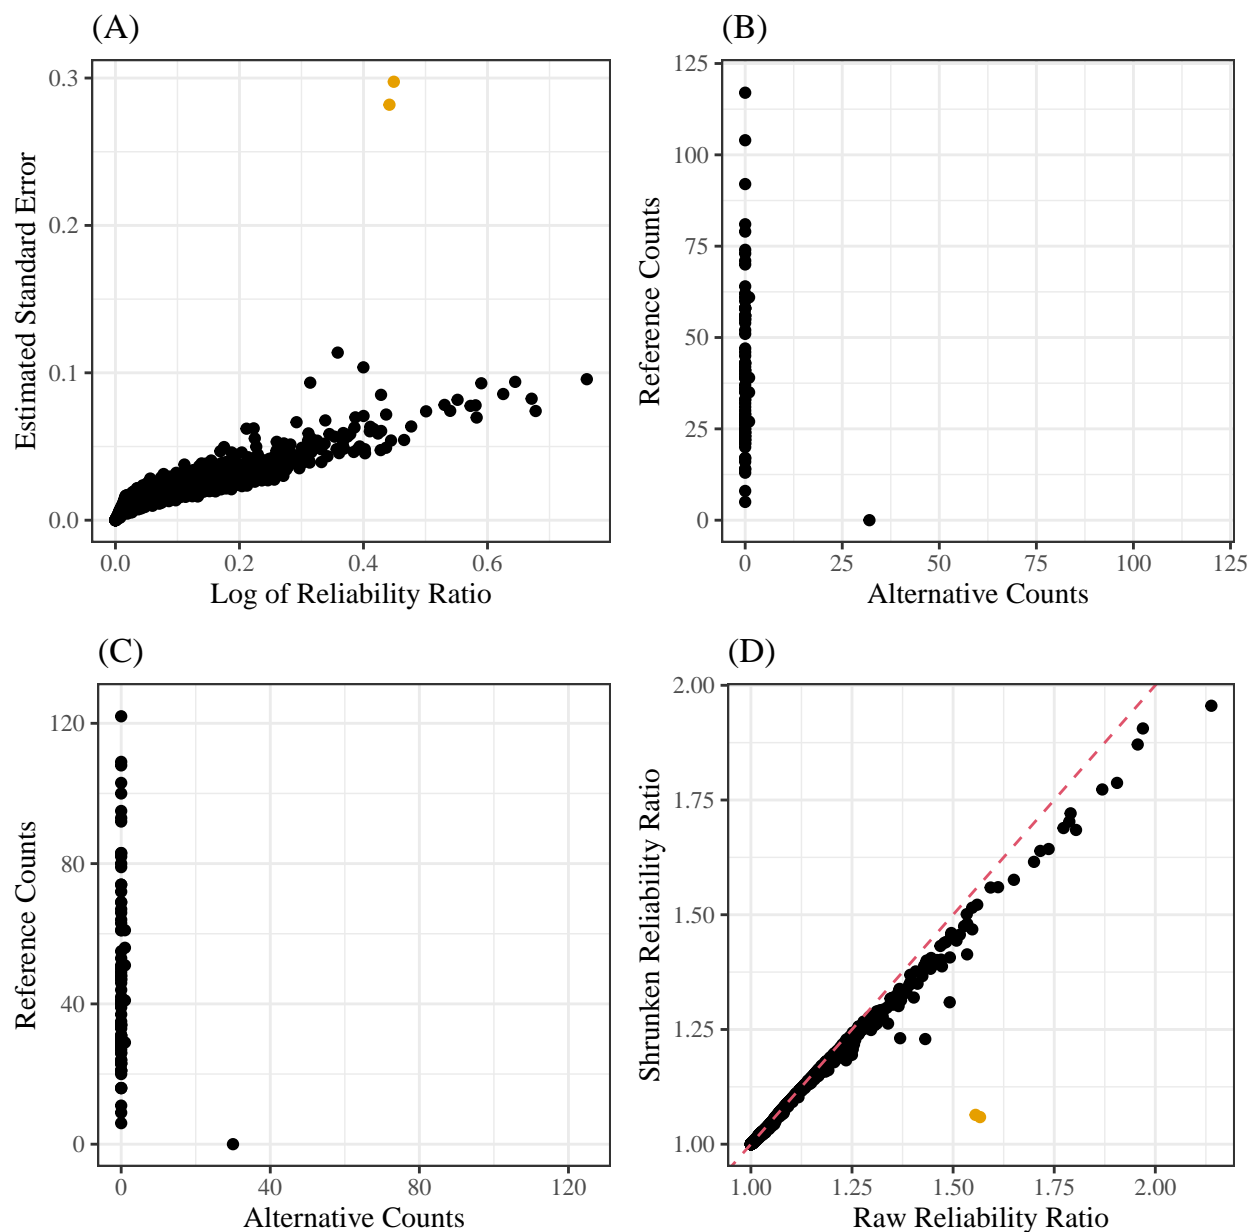 (A)
0.3
0.2
0.1
0.0
Estimated Standard Error
0.0 0.2 0.4 0.6
Log of Reliability Ratio
(B)
125
100
75
50
25
0
Reference Counts
0 25 50 75 100 125
Alternative Counts
(C)
120
80
40
0
Reference Counts
0 40 80 120
Alternative Counts
(D)
2.00
1.75
1.50
1.25
1.00
Shrunken Reliability Ratio
1.00 1.25 1.50 1.75 2.00
Raw Reliability Ratio